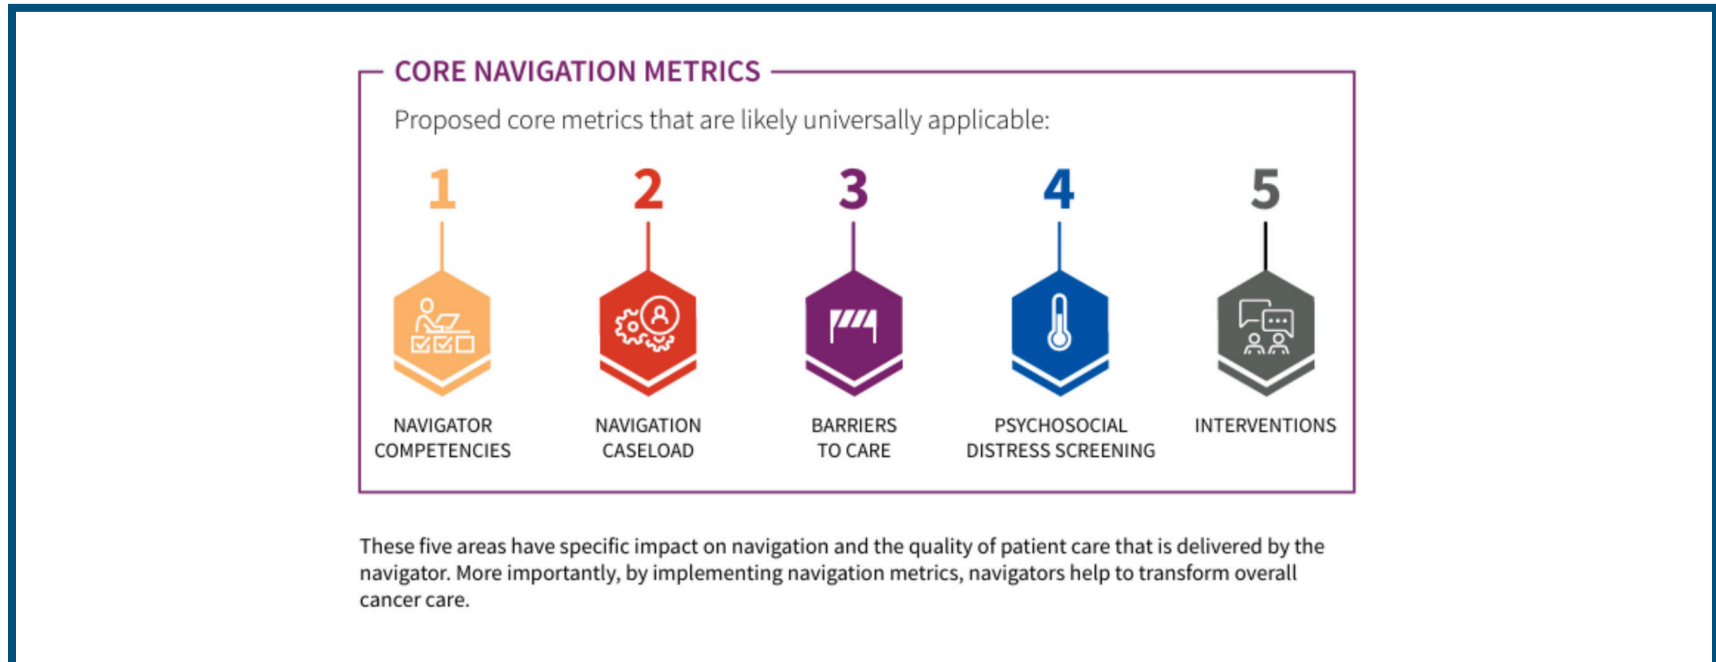 CORE NAVIGATION METRICS
Proposed core metrics that are likely universally applicable:
1
2
3
4
5
NAVIGATOR
COMPETENCIES
NAVIGATION
CASELOAD
BARRIERS
TO CARE
PSYCHOSOCIAL
DISTRESS SCREENING
INTERVENTIONS
These five areas have specific impact on navigation and the quality of patient care that is delivered by the
navigator. More importantly, by implementing navigation metrics, navigators help to transform overall
cancer care.